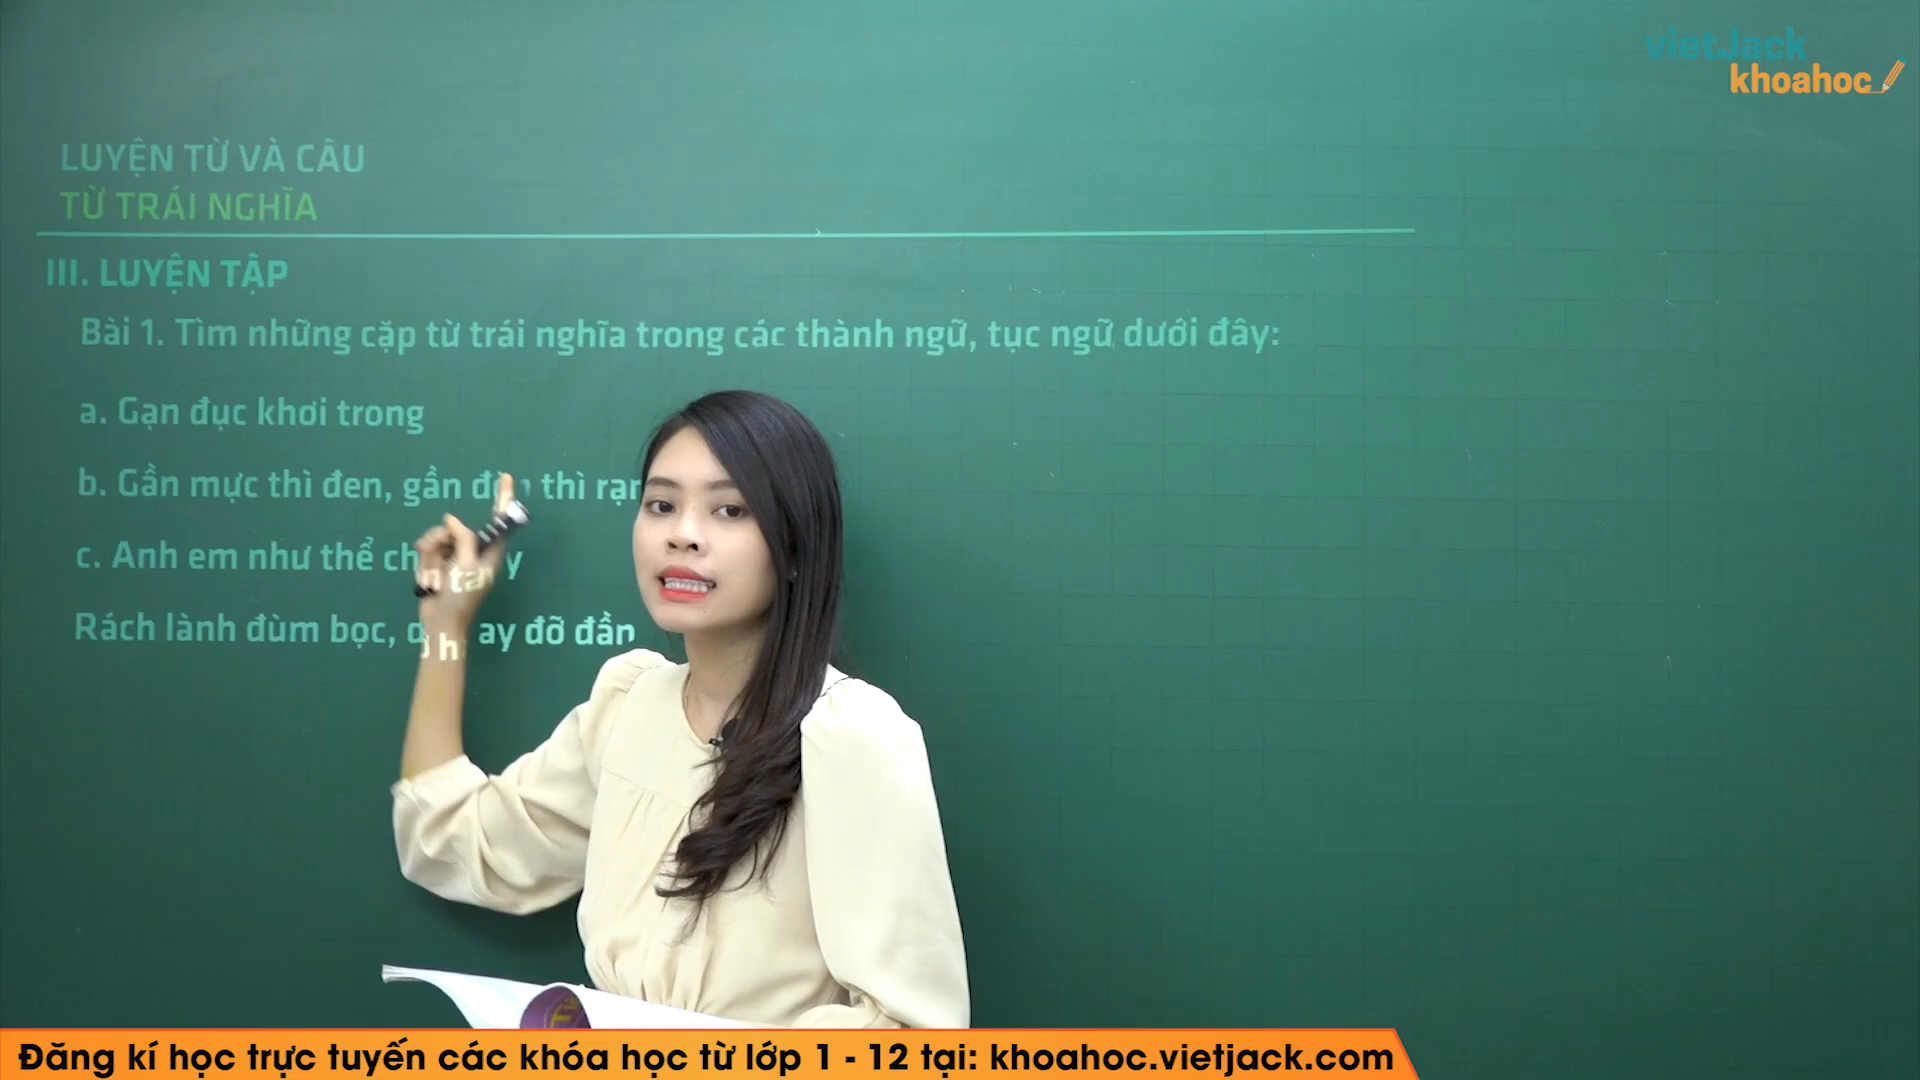 vietJack
khoahoc
LUYỆN TỪ VÀ CÂU
TỪ TRÁI NGHĨA
III. LUYỆN TẬP
Bài 1. Tìm những cặp từ trái nghĩa trong các thành ngữ, tục ngữ dưới đây:
a. Gạn đục khơi trong
b. Gần mực thì đen, gần thì
c. Anh em như thể tay
Rách lành đùm bọc, đỡ đần
Đăng kí học trực tuyến các khóa học từ lớp 1 - 12 tại: khoahoc.vietjack.com